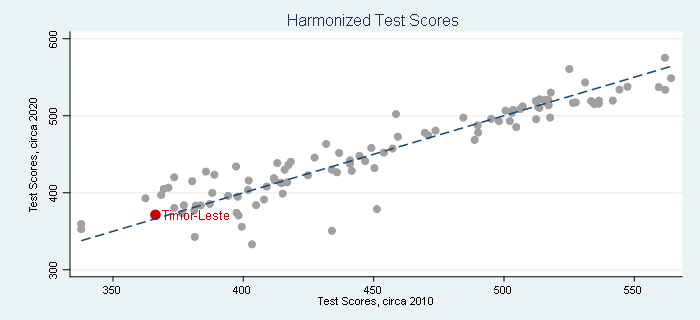 Harmonized Test Scores
Test Scores, circa 2020
600
500
400
300
Timor-Leste
350
400
450
500
550
Test Scores, circa 2010